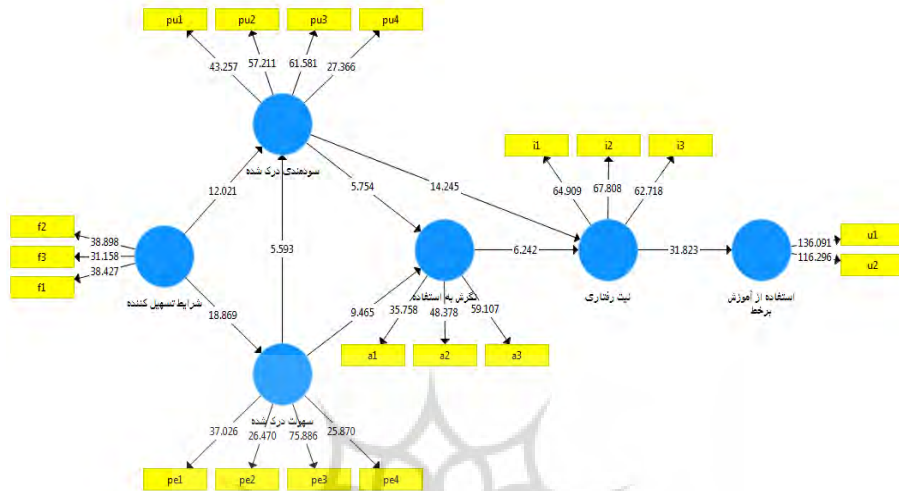 pu1 pu2 pu3 pu4
43.257 57.211 61.581 27.366
سودمندی درک شده
i1 i2 i3
64.909 67.808 62.718
12.021
5.754
14.245
f2
f3
f1
38.898
31.158
38.427
شرایط تسهیل کننده
5.593
6.242
31.823
نگرش به استفاده
نیت رفتاری
136.091
116.296
u1
u2
استفاده از آموزش
برخط
18.869
9.465
35.758 48.378 59.107
a1 a2 a3
سهولت درک شده
37.026 26.470 75.886 25.870
pe1 pe2 pe3 pe4